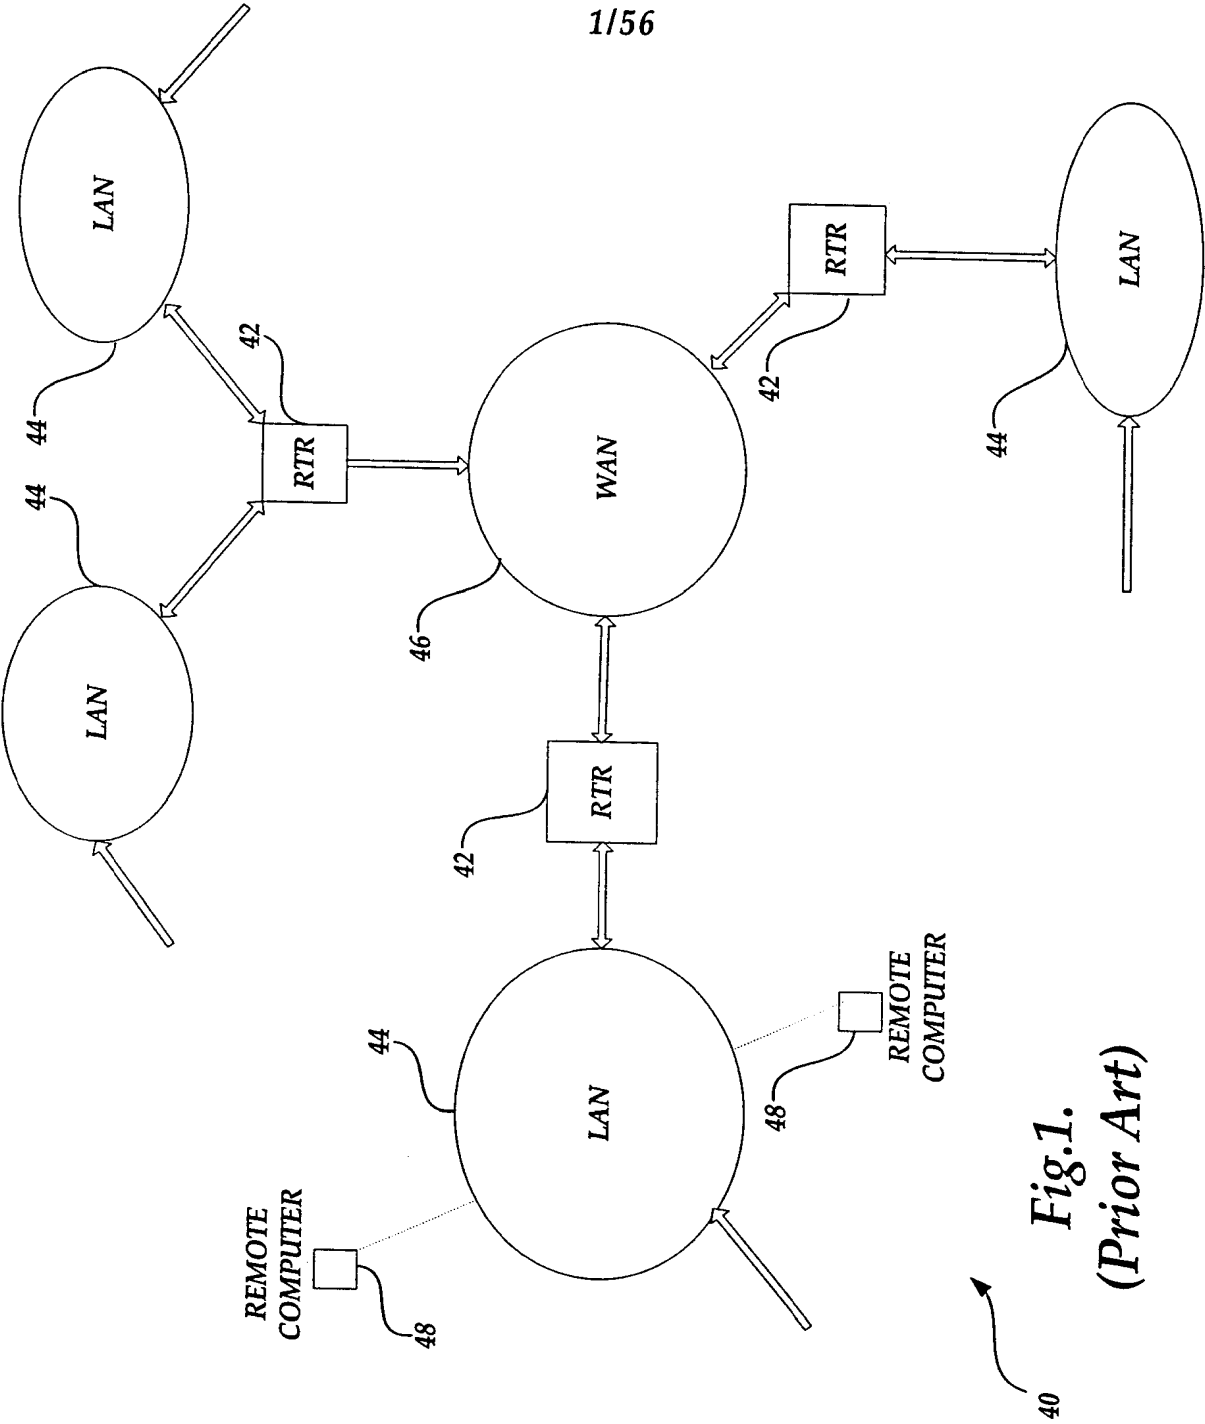 1/56
LAN
44
LAN
44
RTR
42
WAN
46
RTR
42
LAN
44
RTR
42
LAN
44
REMOTE
COMPUTER
48
REMOTE
COMPUTER
48
40
Fig.1.
(Prior Art)